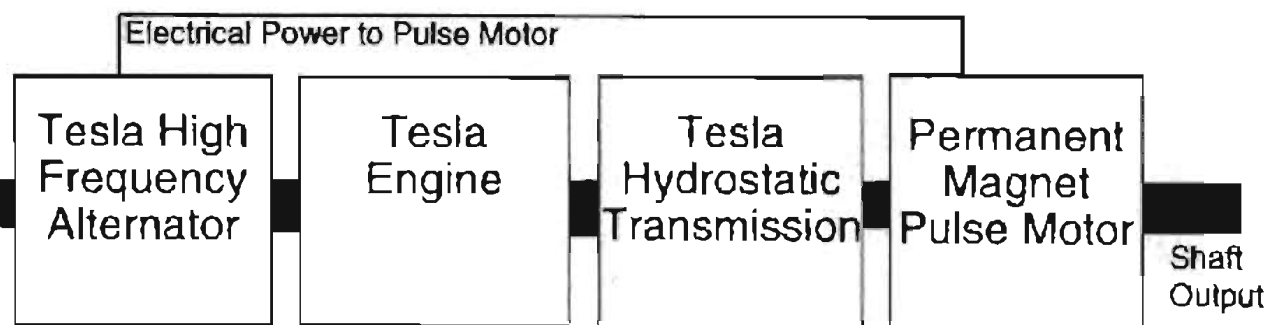 Electrical Power to Pulse Motor
Tesla High
Frequency
Alternator
Tesla
Engine
Tesla
Hydrostatic
Transmission
Permanent
Magnet
Pulse Motor
Shaft
Output